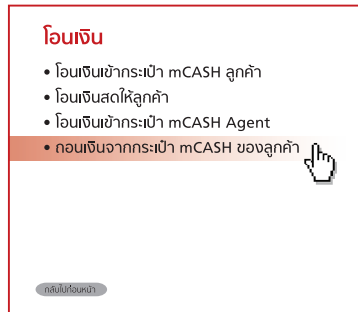 โอนเงิน
• โอนเงินเข้ากระเป๋า mCASH ลูกค้า
• โอนเงินสดให้ลูกค้า
• โอนเงินเข้ากระเป๋า mCASH Agent
• ถอนเงินจากกระเป๋า mCASH ของลูกค้า
กลับไปก่อนหน้า